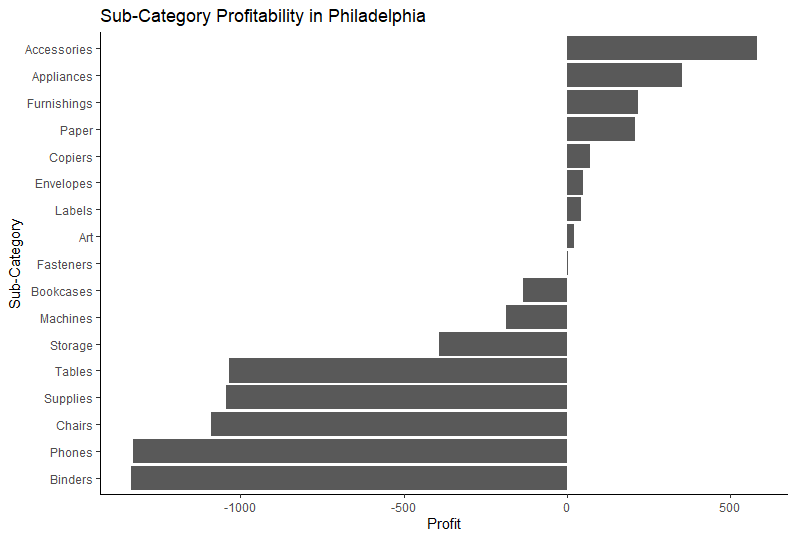 Sub-Category Profitability in Philadelphia
Sub-Category
Accessories
Appliances
Furnishings
Paper
Copiers
Envelopes
Labels
Art
Fasteners
Bookcases
Machines
Storage
Tables
Supplies
Chairs
Phones
Binders
-1000 -500 0 500
Profit